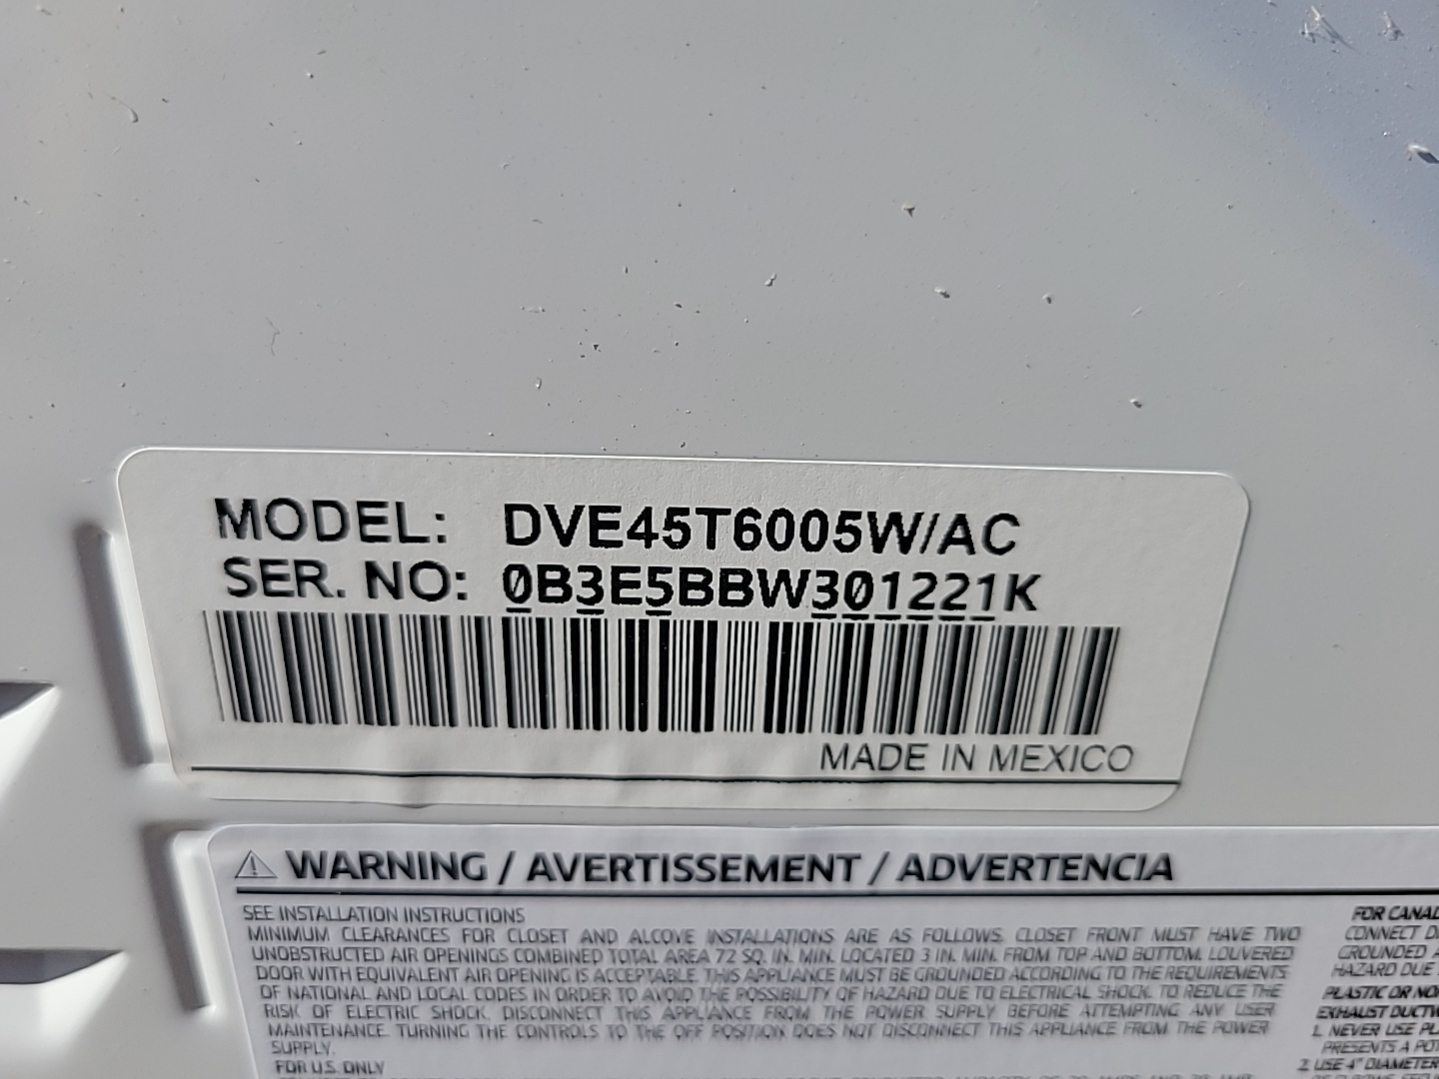 MODEL: DVE45T6005W/AC
SER. NO: 0B3E5BBW301221K
MADE IN MEXICO
⚠ WARNING / AVERTISSEMENT / ADVERTENCIA
SEE INSTALLATION INSTRUCTIONS
MINIMUM CLEARANCES FOR CLOSET AND ALCOVE INSTALLATIONS ARE AS FOLLOWS. CLOSET FRONT MUST HAVE TWO
UNOBSTRUCTED AIR OPENINGS COMBINED TOTAL AREA 72 SQ. IN. MIN. LOCATED 3 IN. MIN. FROM TOP AND BOTTOM. LOUVERED
DOOR WITH EQUIVALENT AIR OPENING IS ACCEPTABLE. THIS APPLIANCE MUST BE GROUNDED ACCORDING TO THE REQUIREMENTS
OF NATIONAL AND LOCAL CODES IN ORDER TO AVOID THE POSSIBILITY OF HAZARD DUE TO ELECTRICAL SHOCK. TO REDUCE THE
RISK OF ELECTRIC SHOCK, DISCONNECT THIS APPLIANCE FROM THE POWER SUPPLY BEFORE ATTEMPTING ANY USER
MAINTENANCE. TURNING THE CONTROLS TO THE OFF POSITION DOES NOT DISCONNECT THIS APPLIANCE FROM THE POWER
SUPPLY.
FOR U.S. ONLY
FOR CANAD
CONNECT D
GROUNDED A
HAZARD DUE
PLASTIC OR NO
EXHAUST DUCTW
1. NEVER USE PL
PRESENTS A POT
2. USE 4" DIAMETER